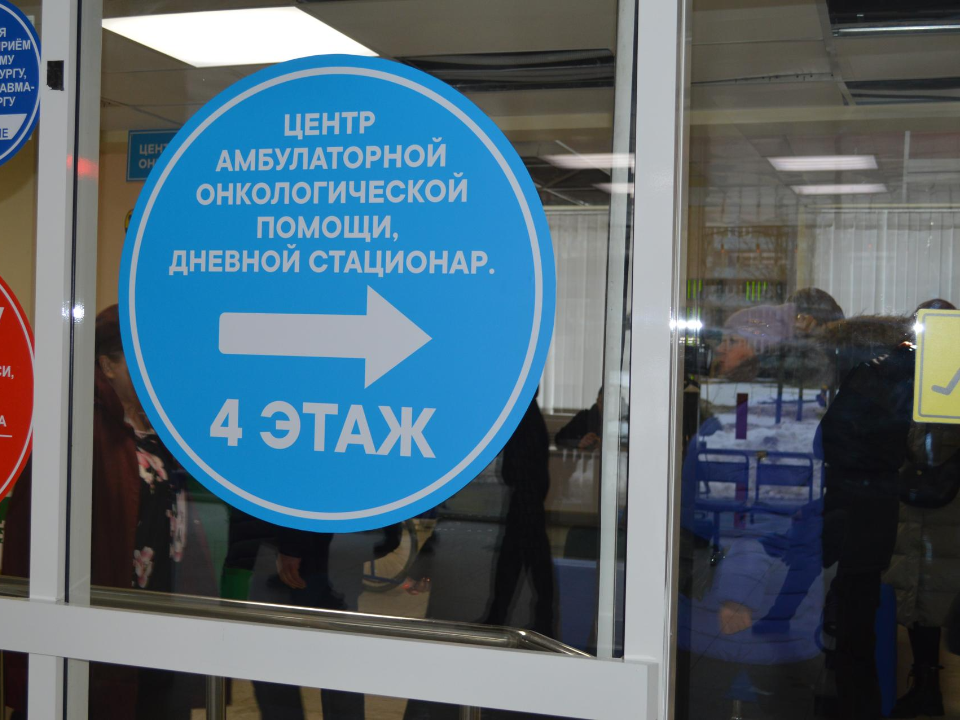 ЦЕНТР
АМБУЛАТОРНОЙ
ОНКОЛОГИЧЕСКОЙ
ПОМОЩИ,
ДНЕВНОЙ СТАЦИОНАР.
4 ЭТАЖ